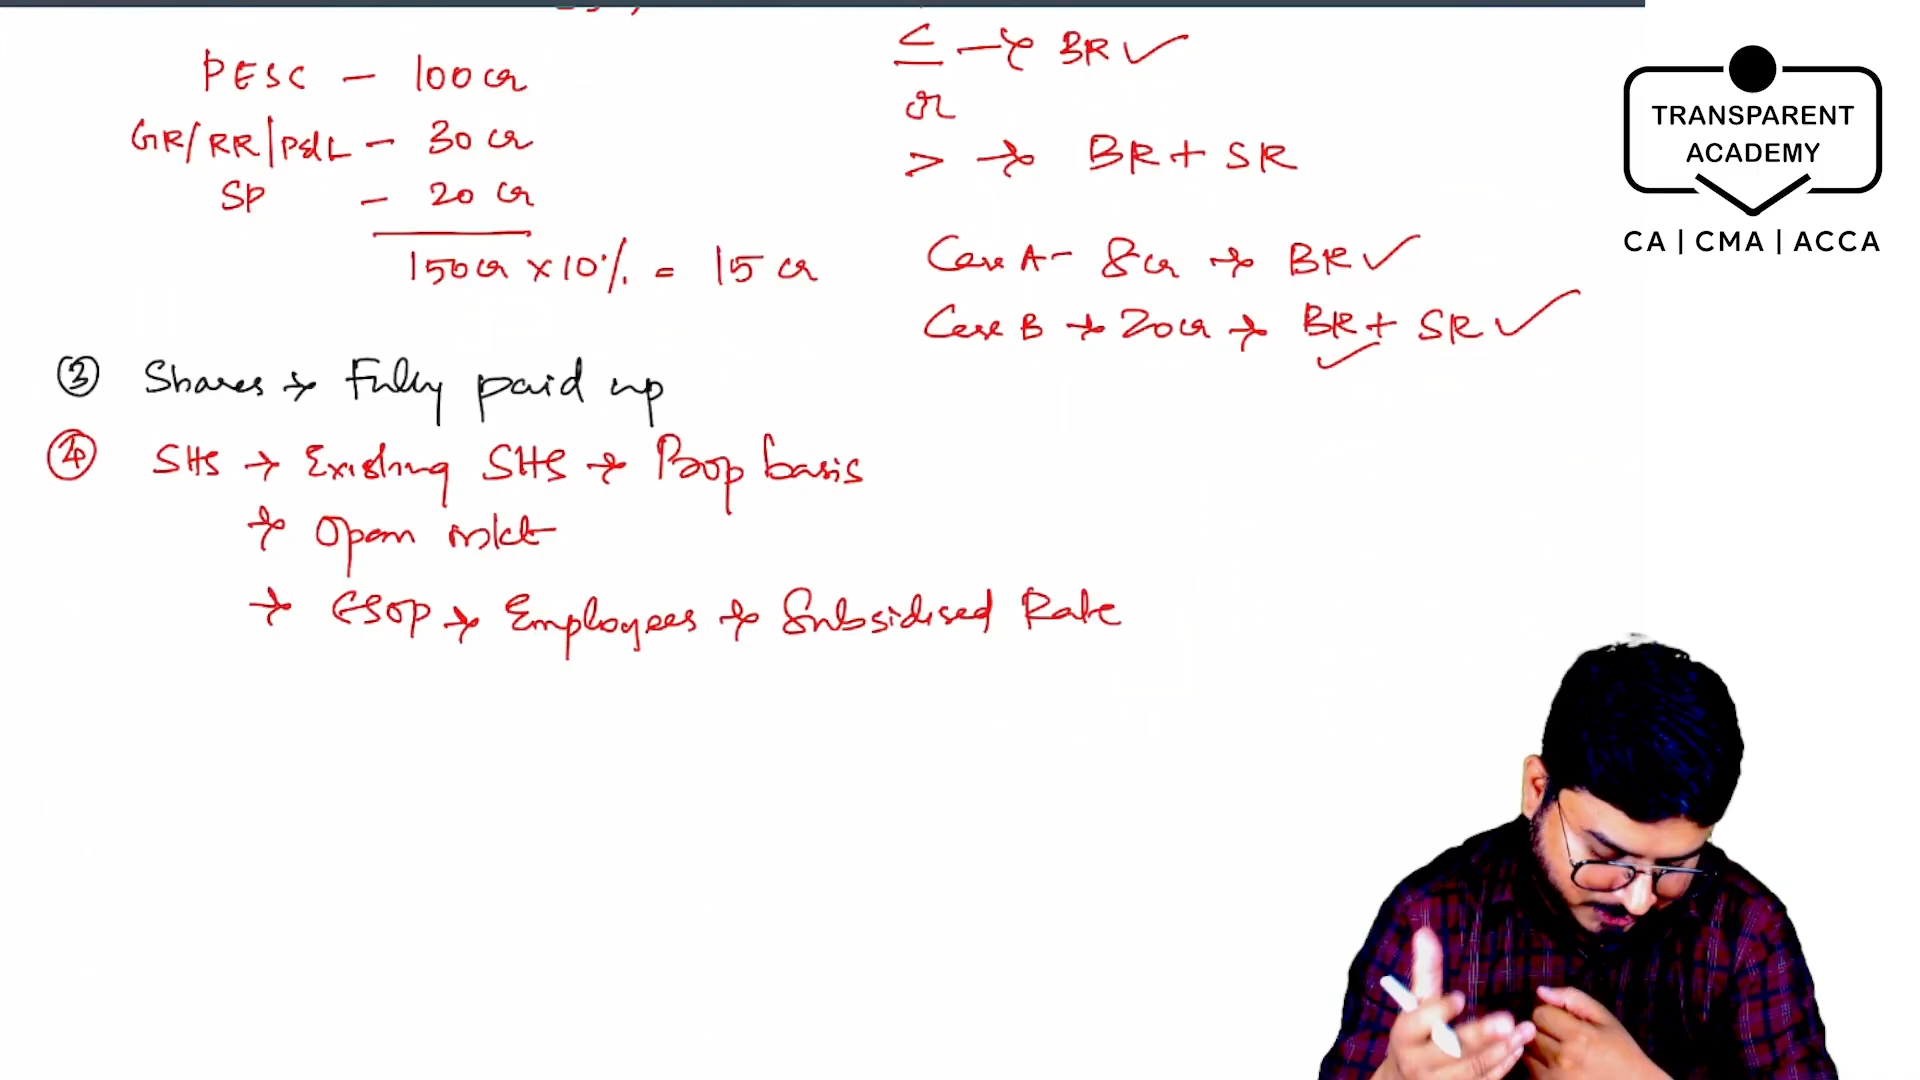 PESC - 100 cr
GR/RR/P&L - 30 cr
SP - 20 cr
150 cr × 10% = 15 cr
≤ → BR ✓
or
> → BR + SR
Case A - 8 cr → BR ✓
Case B → 20 cr → BR + SR ✓
③ Shares → Fully paid up
④ SHS → Existing SHS → Prop basis
→ Open mkt
→ ESOP → Employees → Subsidised Rate
TRANSPARENT
ACADEMY
CA | CMA | ACCA